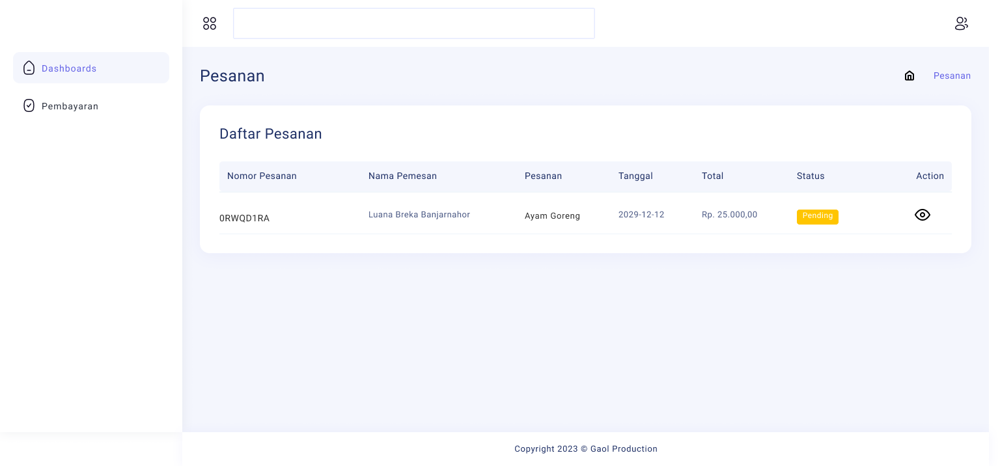 Dashboards
Pembayaran
Pesanan
Pesanan
Daftar Pesanan
Nomor Pesanan Nama Pemesan Pesanan Tanggal Total Status Action
0RWQD1RA Luana Breka Banjarnahor Ayam Goreng 2029-12-12 Rp. 25.000,00 Pending
Copyright 2023 © Gaol Production